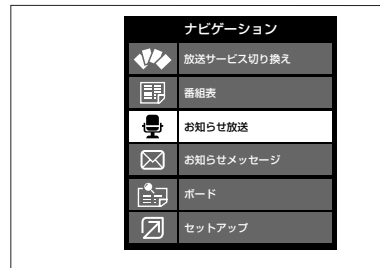 ナビゲーション
放送サービス切り換え
番組表
お知らせ放送
お知らせメッセージ
ボード
セットアップ